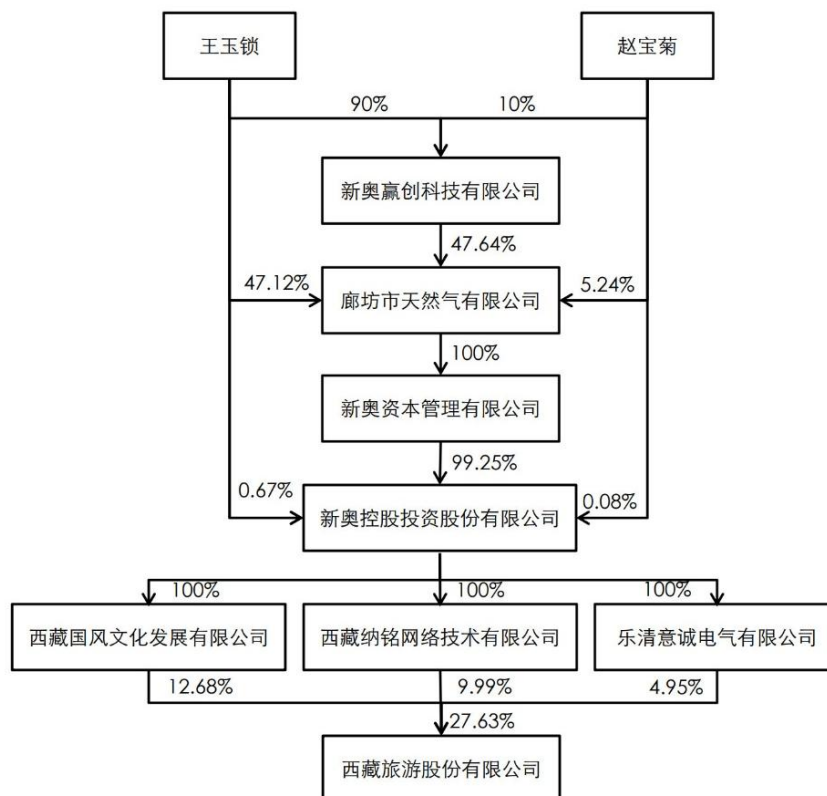 王玉锁
赵宝菊
90%
10%
新奥赢创科技有限公司
47.64%
47.12%
廊坊市天然气有限公司
5.24%
100%
新奥资本管理有限公司
99.25%
0.67%
新奥控股投资股份有限公司
0.08%
100%
100%
100%
西藏国风文化发展有限公司
西藏纳铭网络技术有限公司
乐清意诚电气有限公司
12.68%
9.99%
4.95%
27.63%
西藏旅游股份有限公司